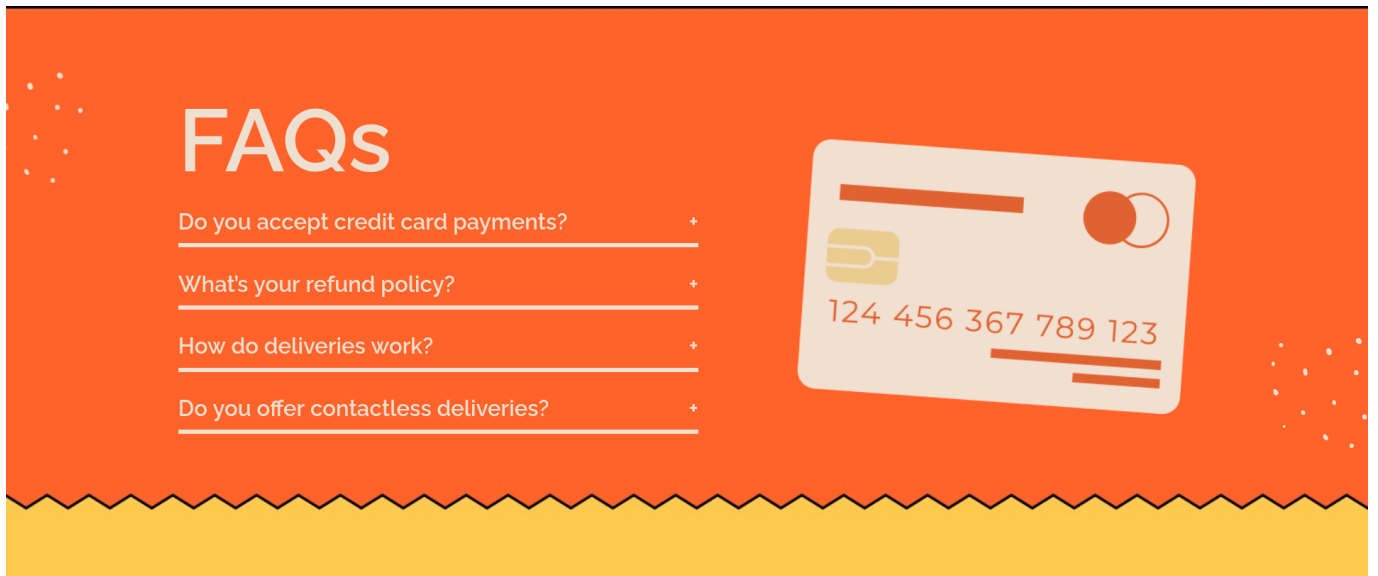 FAQs
Do you accept credit card payments? +
What's your refund policy? +
How do deliveries work? +
Do you offer contactless deliveries? +
124 456 367 789 123